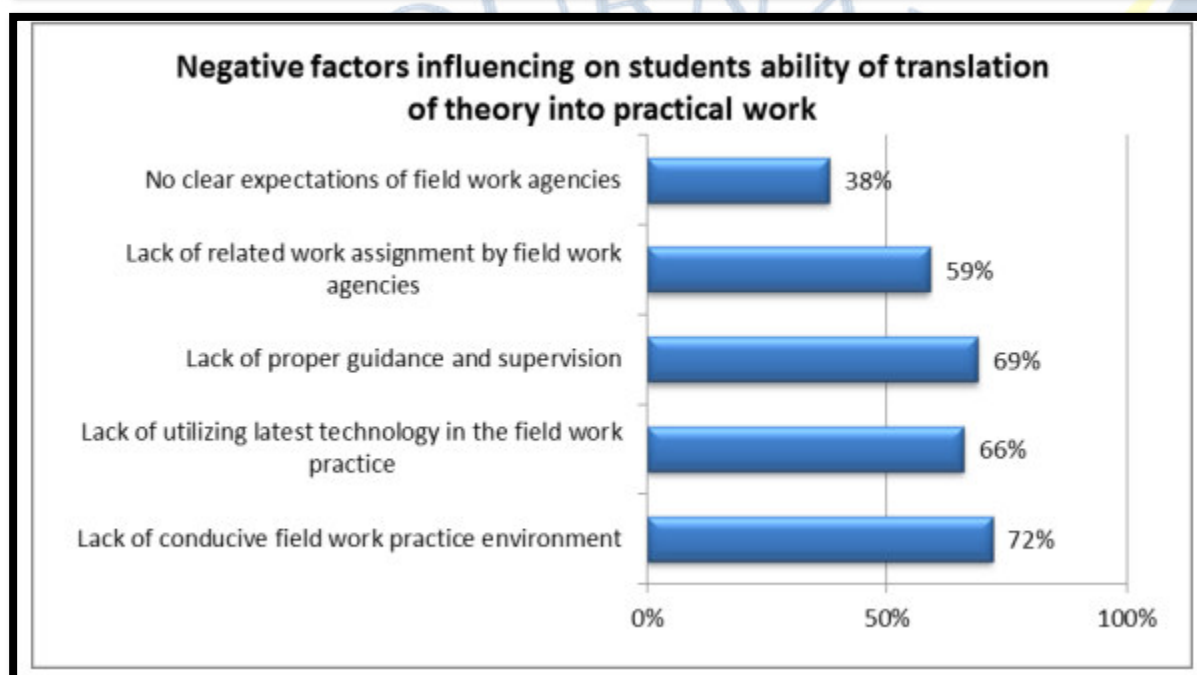 Negative factors influencing on students ability of translation
of theory into practical work
No clear expectations of field work agencies
38%
Lack of related work assignment by field work
agencies
59%
Lack of proper guidance and supervision
69%
Lack of utilizing latest technology in the field work
practice
66%
Lack of conducive field work practice environment
72%
0% 50% 100%